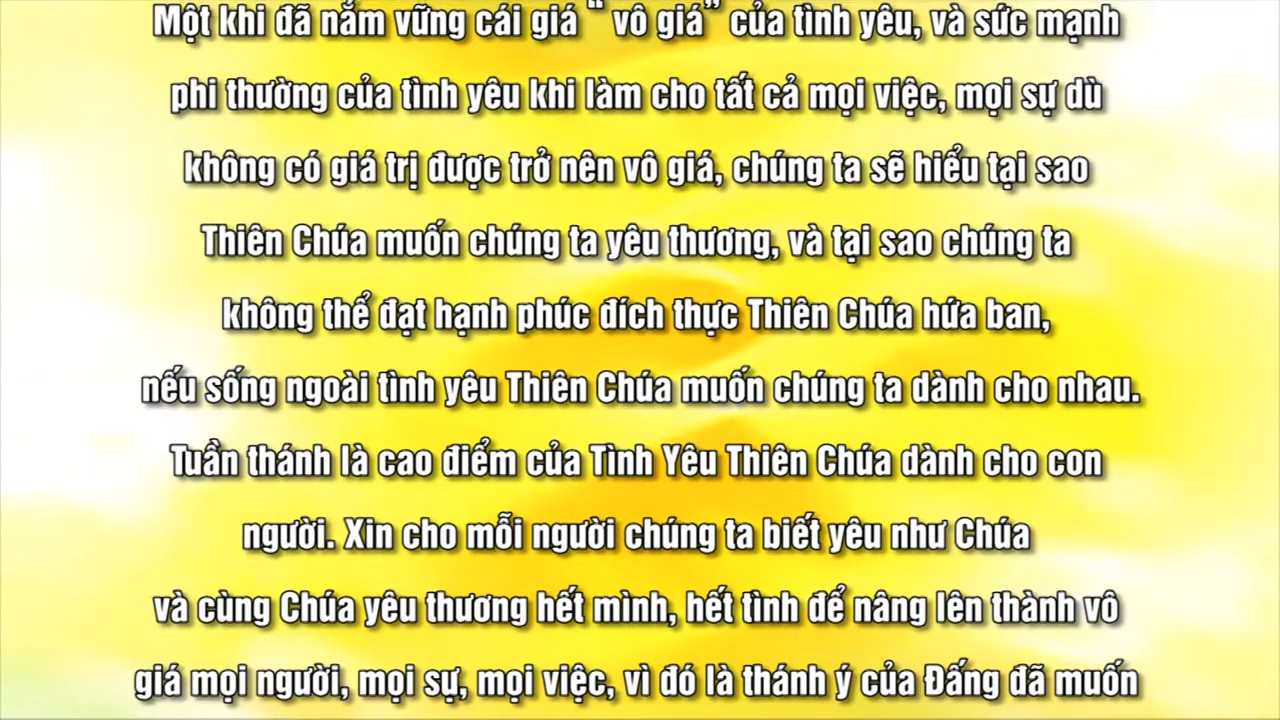 Một khi đã nắm vững cái giá “ vô giá” của tình yêu, và sức mạnh
phi thường của tình yêu khi làm cho tất cả mọi việc, mọi sự dù
không có giá trị được trở nên vô giá, chúng ta sẽ hiểu tại sao
Thiên Chúa muốn chúng ta yêu thương, và tại sao chúng ta
không thể đạt hạnh phúc đích thực Thiên Chúa hứa ban,
nếu sống ngoài tình yêu Thiên Chúa muốn chúng ta dành cho nhau.
Tuần thánh là cao điểm của Tình Yêu Thiên Chúa dành cho con
người. Xin cho mỗi người chúng ta biết yêu như Chúa
và cùng Chúa yêu thương hết mình, hết tình để nâng lên thành vô
giá mọi người, mọi sự, mọi việc, vì đó là thánh ý của Đấng đã muốn